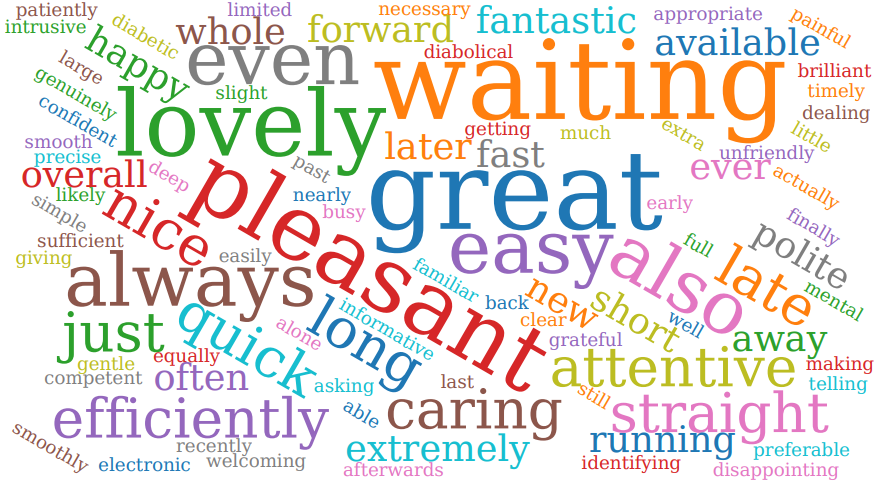 patiently
limited
necessary
fantastic
appropriate
painful
intrusive
diabetic
whole
forward
happy
even
diabolical
available
waiting
large
brilliant
genuinely
slight
lovely
timely
confident
dealing
getting
much
extra
little
smooth
precise
later
fast
unfriendly
overall
deep
past
great
ever
actually
likely
nearly
pleasant
simple
nice
busy
early
finally
sufficient
easy
also
full
polite
giving
easily
always
familiar
late
mental
back
new
short
well
just
quick
alone
long
informative
clear
grateful
away
gentle
equally
attentive
making
competent
often
asking
last
telling
efficiently
able
caring
still
straight
smoothly
recently
extremely
running
preferable
electronic
welcoming
afterwards
identifying
disappointing